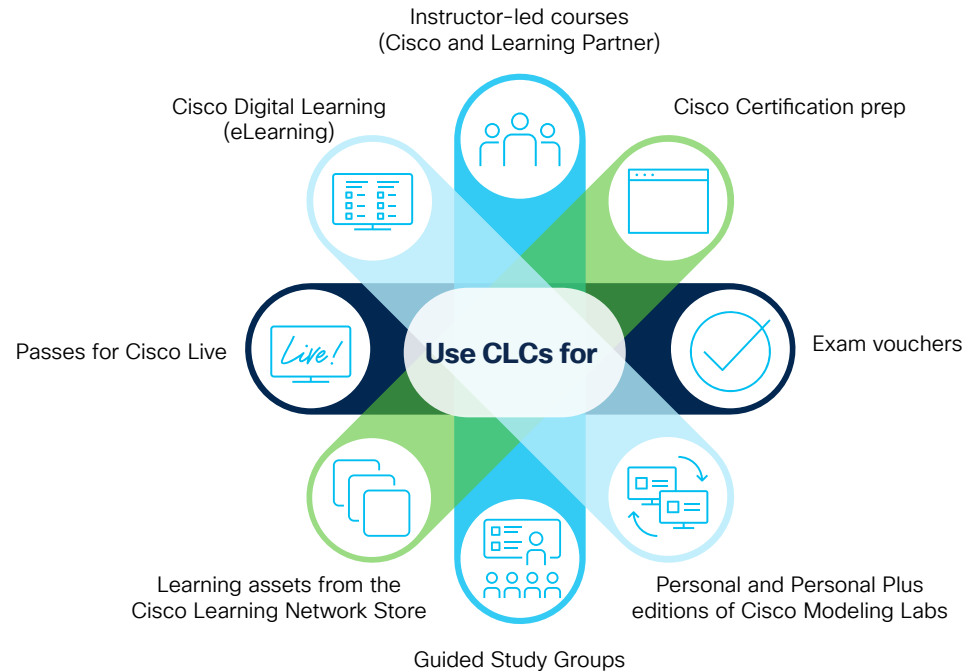 Instructor-led courses
(Cisco and Learning Partner)
Cisco Digital Learning
(eLearning)
Cisco Certification prep
Passes for Cisco Live
Live!
Use CLCs for
Exam vouchers
Learning assets from the
Cisco Learning Network Store
Personal and Personal Plus
editions of Cisco Modeling Labs
Guided Study Groups